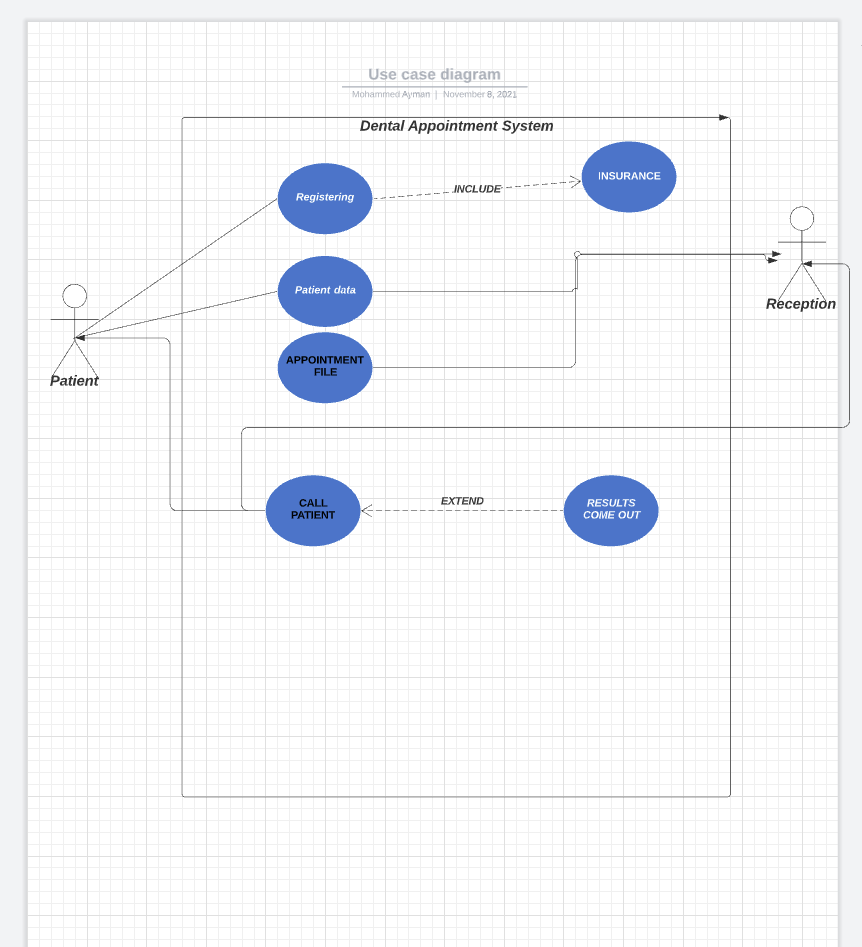 Use case diagram
Mohammed Ayman | November 8, 2021
Dental Appointment System
Registering
INCLUDE
INSURANCE
Patient data
Reception
APPOINTMENT
FILE
Patient
CALL
PATIENT
EXTEND
RESULTS
COME OUT